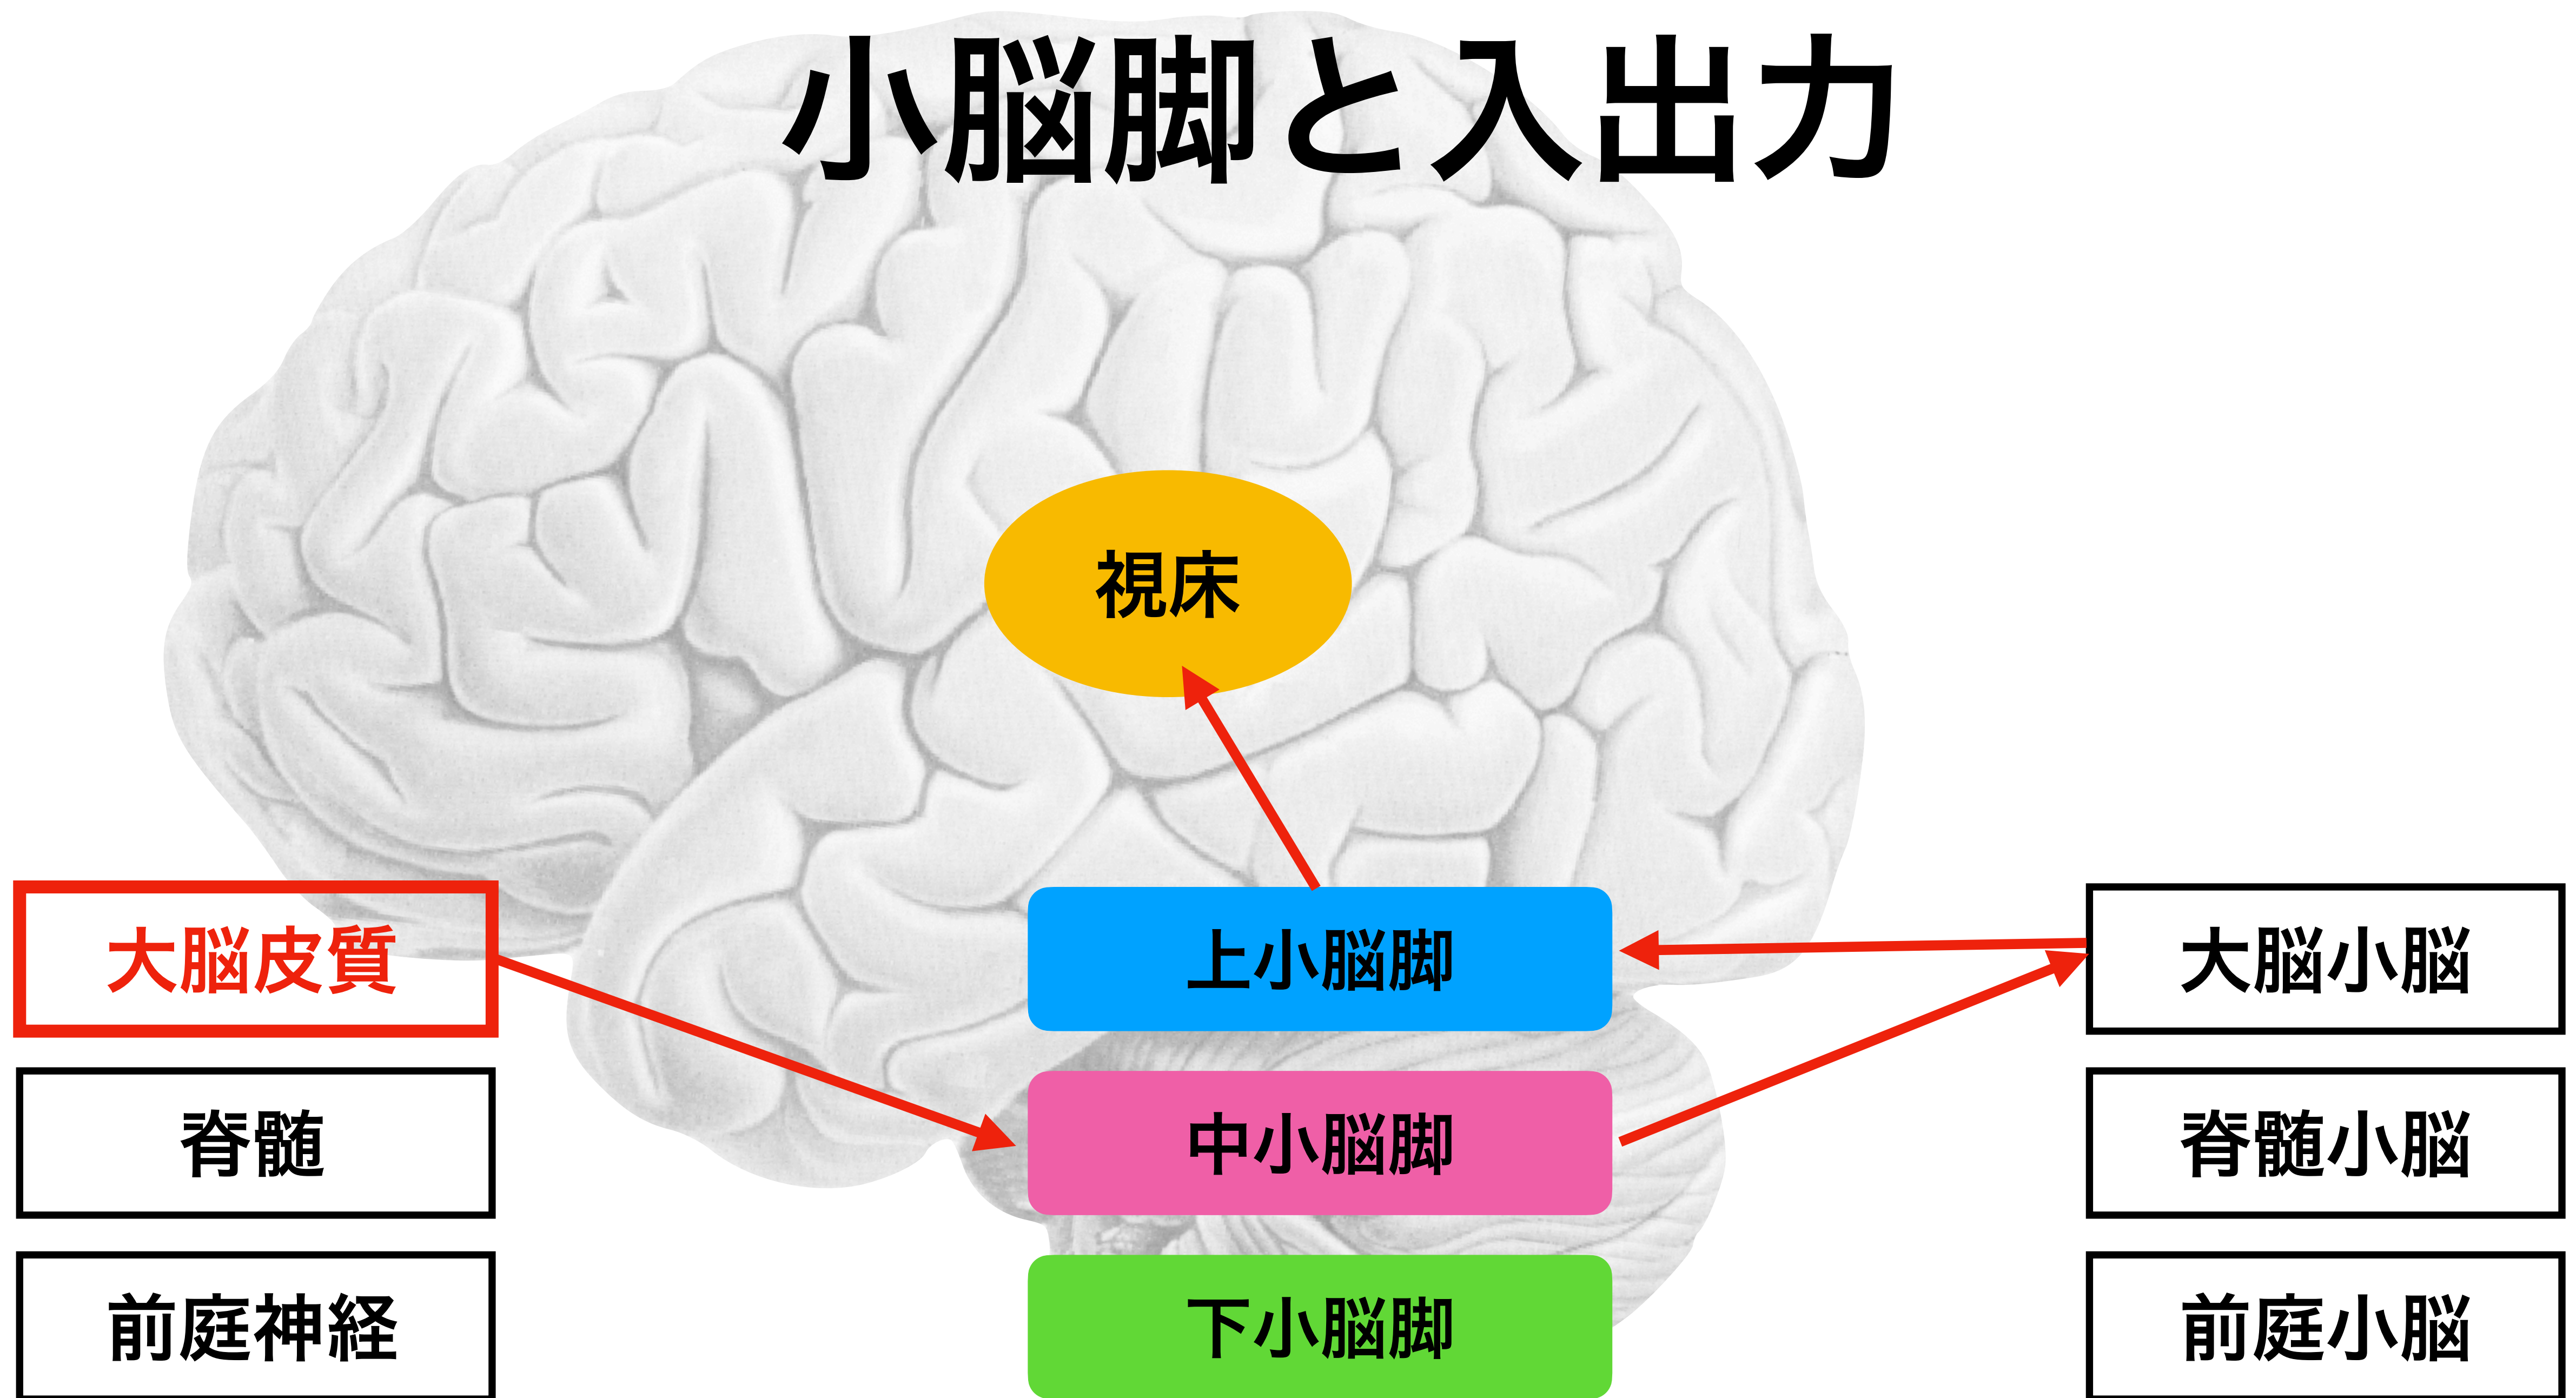 小脳脚と入出力
視床
大脳皮質
上小脳脚
大脳小脳
脊髄
中小脳脚
脊髄小脳
前庭神経
下小脳脚
前庭小脳